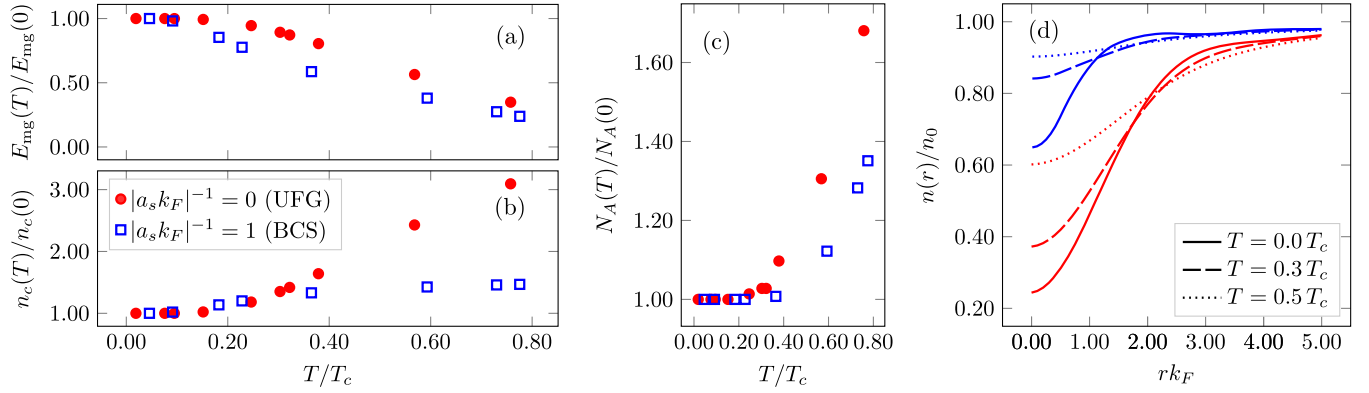 E_mg(T)/E_mg(0)
1.00
0.50
0.00
(a)
n_c(T)/n_c(0)
3.00
2.00
1.00
(b)
|a_s k_F|^−1 = 0 (UFG)
|a_s k_F|^−1 = 1 (BCS)
0.00 0.20 0.40 0.60 0.80
T/T_c
N_A(T)/N_A(0)
1.60
1.40
1.20
1.00
(c)
0.00 0.20 0.40 0.60 0.80
T/T_c
n(r)/n_0
1.00
0.80
0.60
0.40
0.20
(d)
T = 0.0 T_c
T = 0.3 T_c
T = 0.5 T_c
0.00 1.00 2.00 3.00 4.00 5.00
rk_F